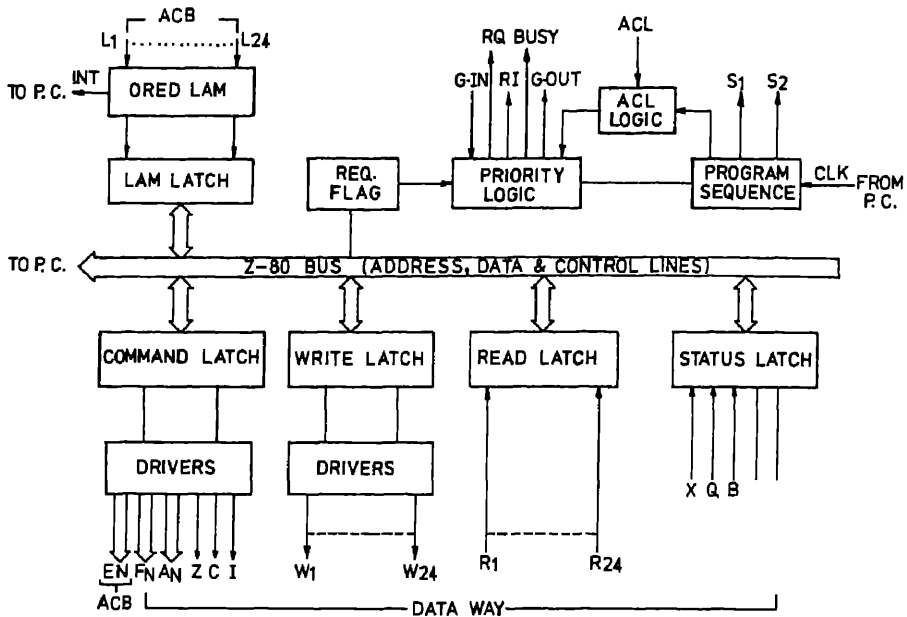 ACB
L1 L24
INT
TO P.C.
ORED LAM
LAM LATCH
REQ.
FLAG
G-IN
RQ
RI
BUSY
G-OUT
PRIORITY
LOGIC
ACL
ACL
LOGIC
S1
S2
PROGRAM
SEQUENCE
CLK
FROM
P.C.
TO P.C.
Z-80 BUS (ADDRESS, DATA & CONTROL LINES)
COMMAND LATCH
WRITE LATCH
READ LATCH
STATUS LATCH
DRIVERS
DRIVERS
X Q B
EN FN AN Z C I
ACB
W1 W24
R1 R24
DATA WAY